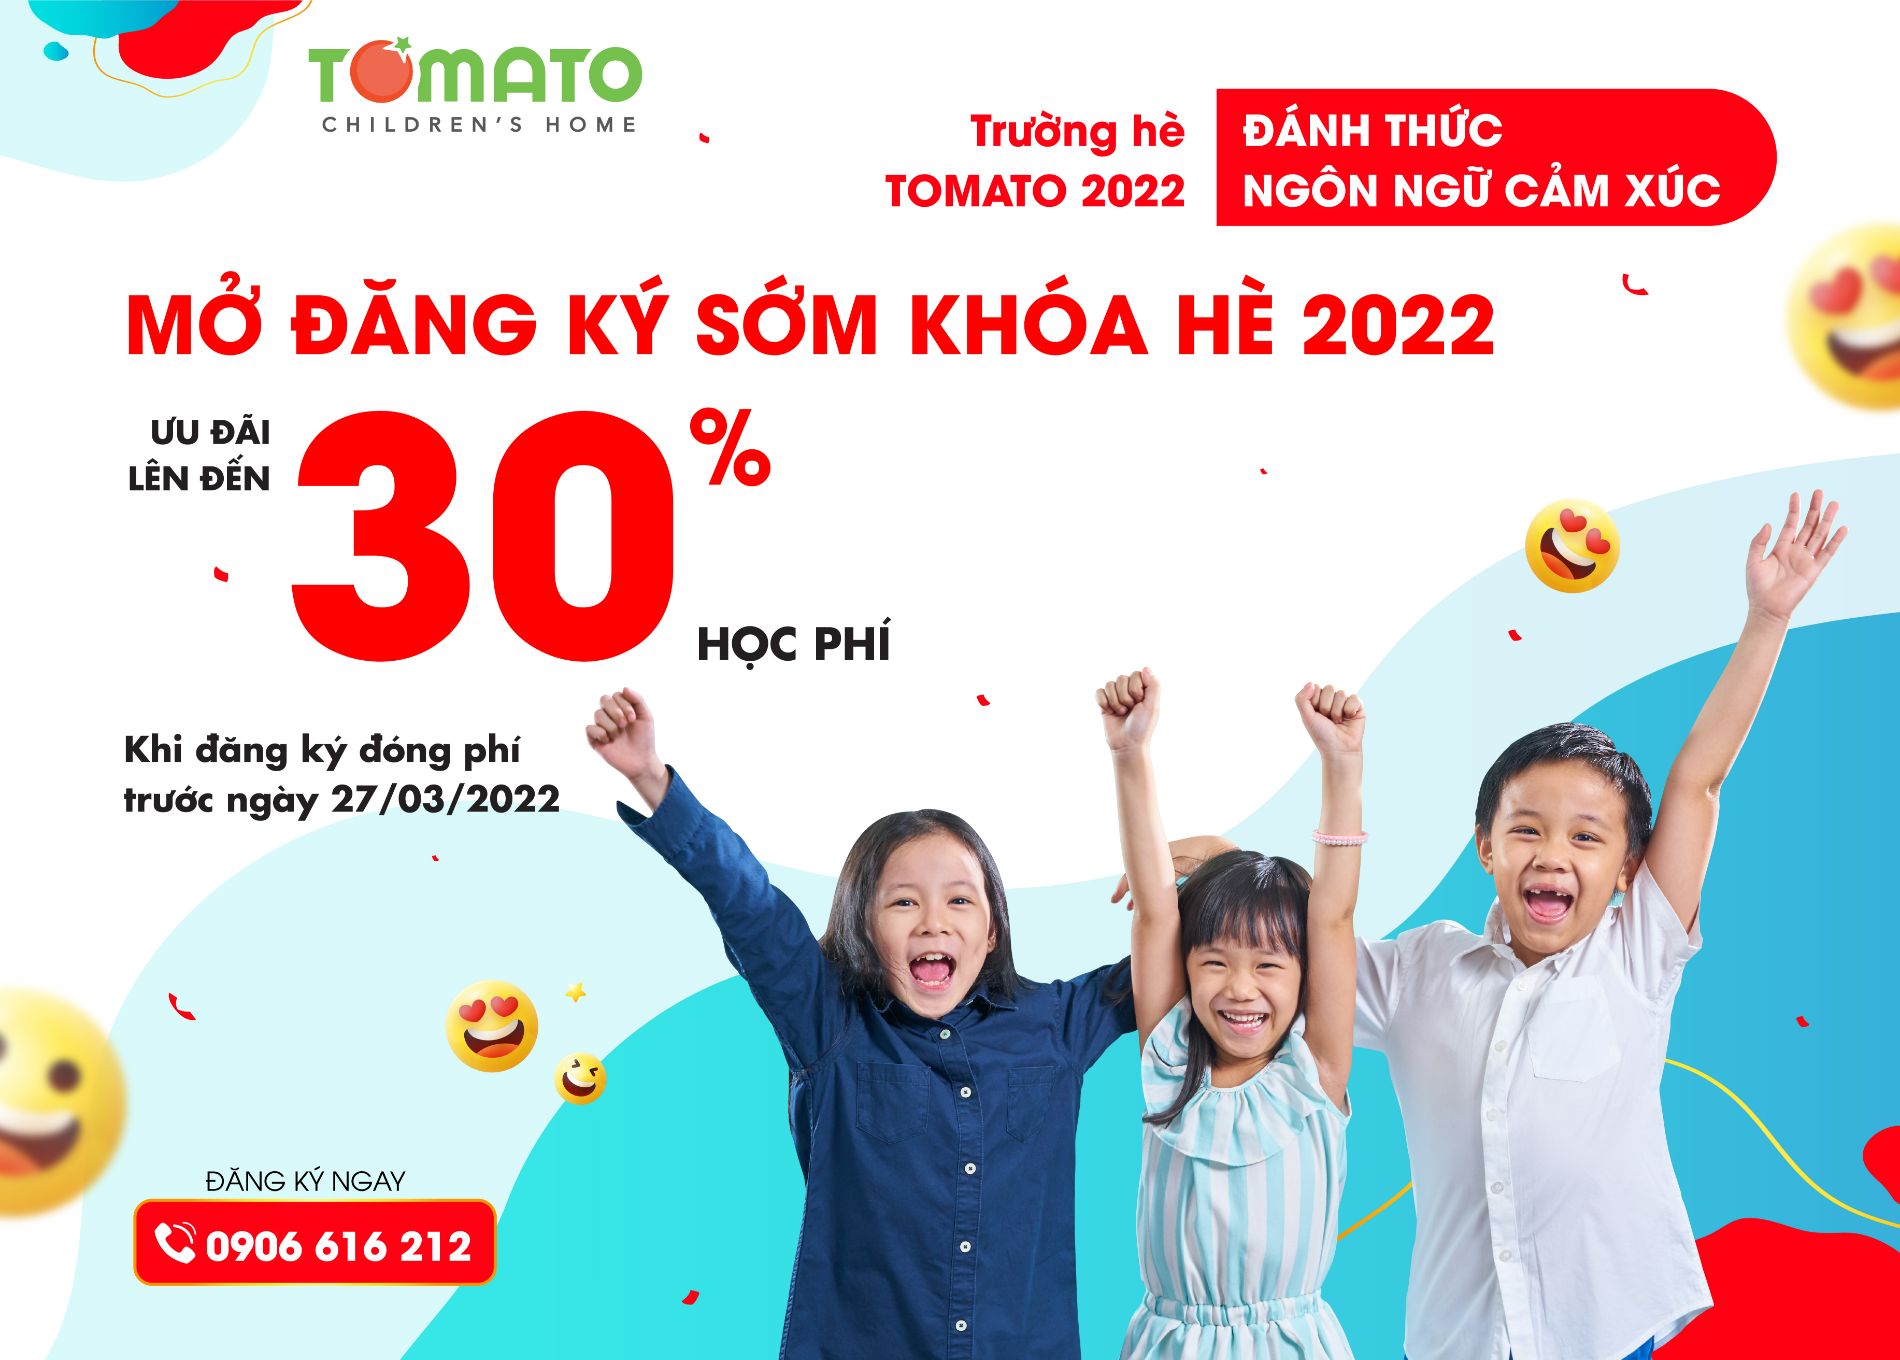 TOMATO
CHILDREN'S HOME
Trường hè
TOMATO 2022
ĐÁNH THỨC
NGÔN NGỮ CẢM XÚC
MỞ ĐĂNG KÝ SỚM KHÓA HÈ 2022
ƯU ĐÃI
LÊN ĐẾN
30%
HỌC PHÍ
Khi đăng ký đóng phí
trước ngày 27/03/2022
ĐĂNG KÝ NGAY
0906 616 212